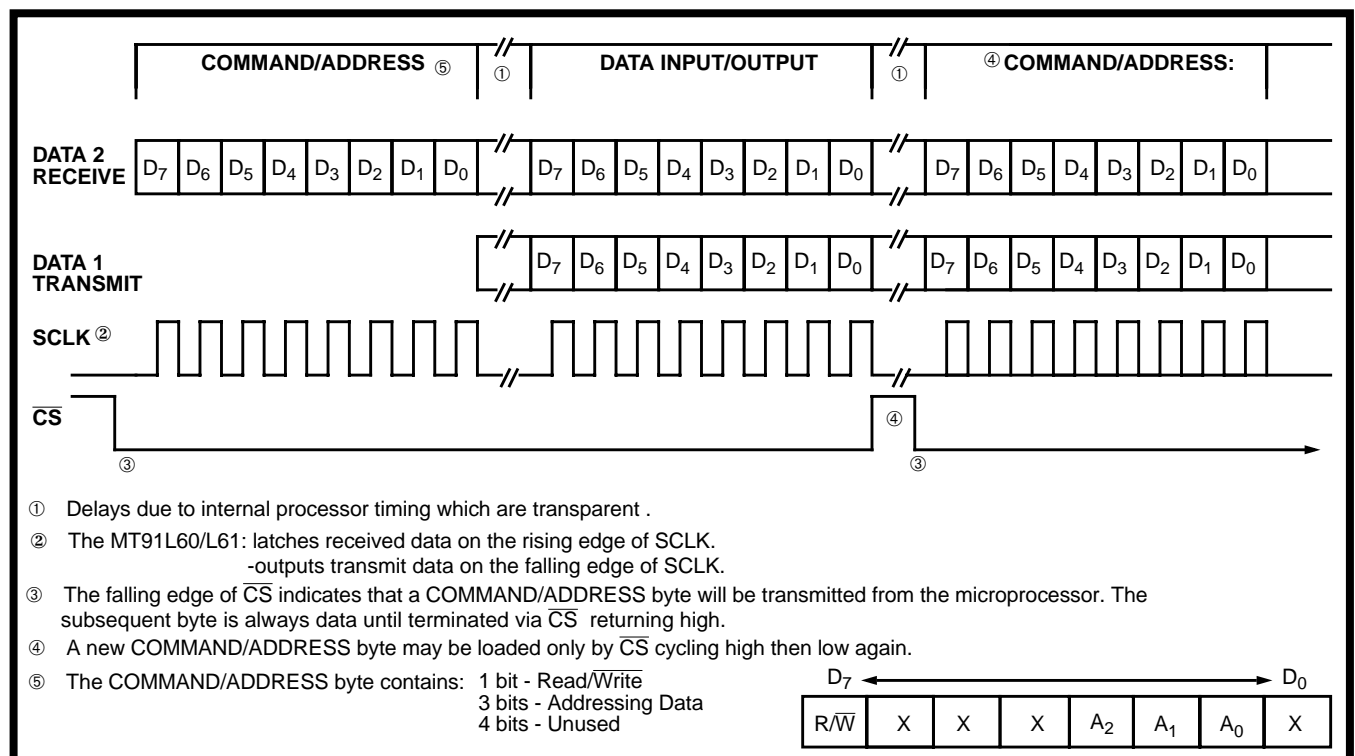 COMMAND/ADDRESS ⑤ ① DATA INPUT/OUTPUT ① ④ COMMAND/ADDRESS:
DATA 2
RECEIVE
D7 D6 D5 D4 D3 D2 D1 D0 D7 D6 D5 D4 D3 D2 D1 D0 D7 D6 D5 D4 D3 D2 D1 D0
DATA 1
TRANSMIT
D7 D6 D5 D4 D3 D2 D1 D0 D7 D6 D5 D4 D3 D2 D1 D0
SCLK ②
CS
④
③ ③
① Delays due to internal processor timing which are transparent .
② The MT91L60/L61: latches received data on the rising edge of SCLK.
-outputs transmit data on the falling edge of SCLK.
③ The falling edge of CS indicates that a COMMAND/ADDRESS byte will be transmitted from the microprocessor. The
subsequent byte is always data until terminated via CS returning high.
④ A new COMMAND/ADDRESS byte may be loaded only by CS cycling high then low again.
⑤ The COMMAND/ADDRESS byte contains: 1 bit - Read/Write
3 bits - Addressing Data
4 bits - Unused
D7 D0
R/W X X X A2 A1 A0 X